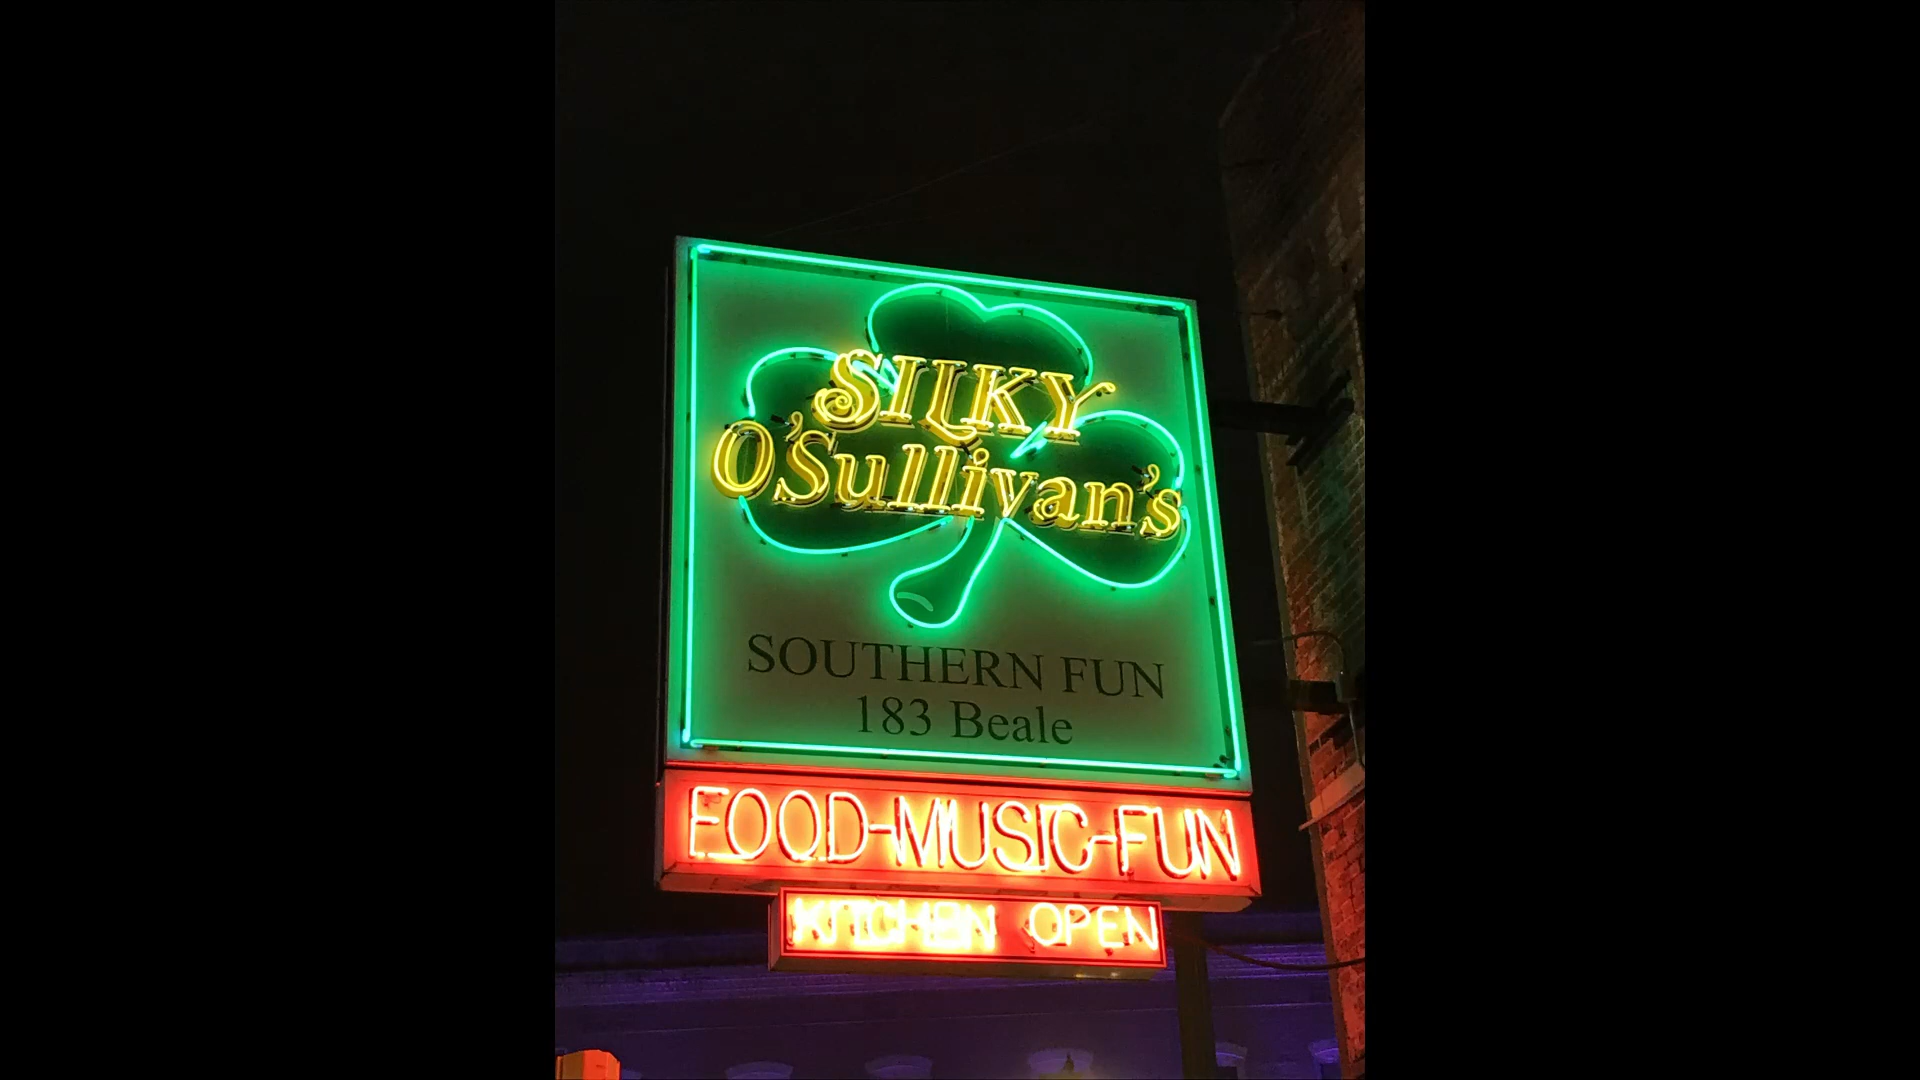 SILKY
O'Sullivan's
SOUTHERN FUN
183 Beale
FOOD-MUSIC-FUN
KITCHEN OPEN